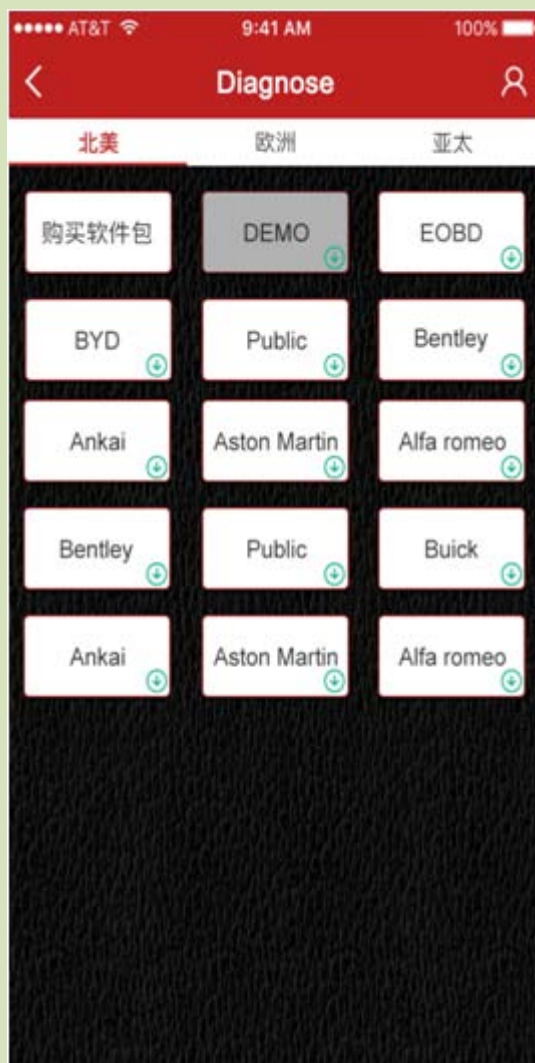 AT&T 9:41 AM 100%
Diagnose
北美 欧洲 亚太
购买软件包 DEMO EOBD
BYD Public Bentley
Ankai Aston Martin Alfa romeo
Bentley Public Buick
Ankai Aston Martin Alfa romeo